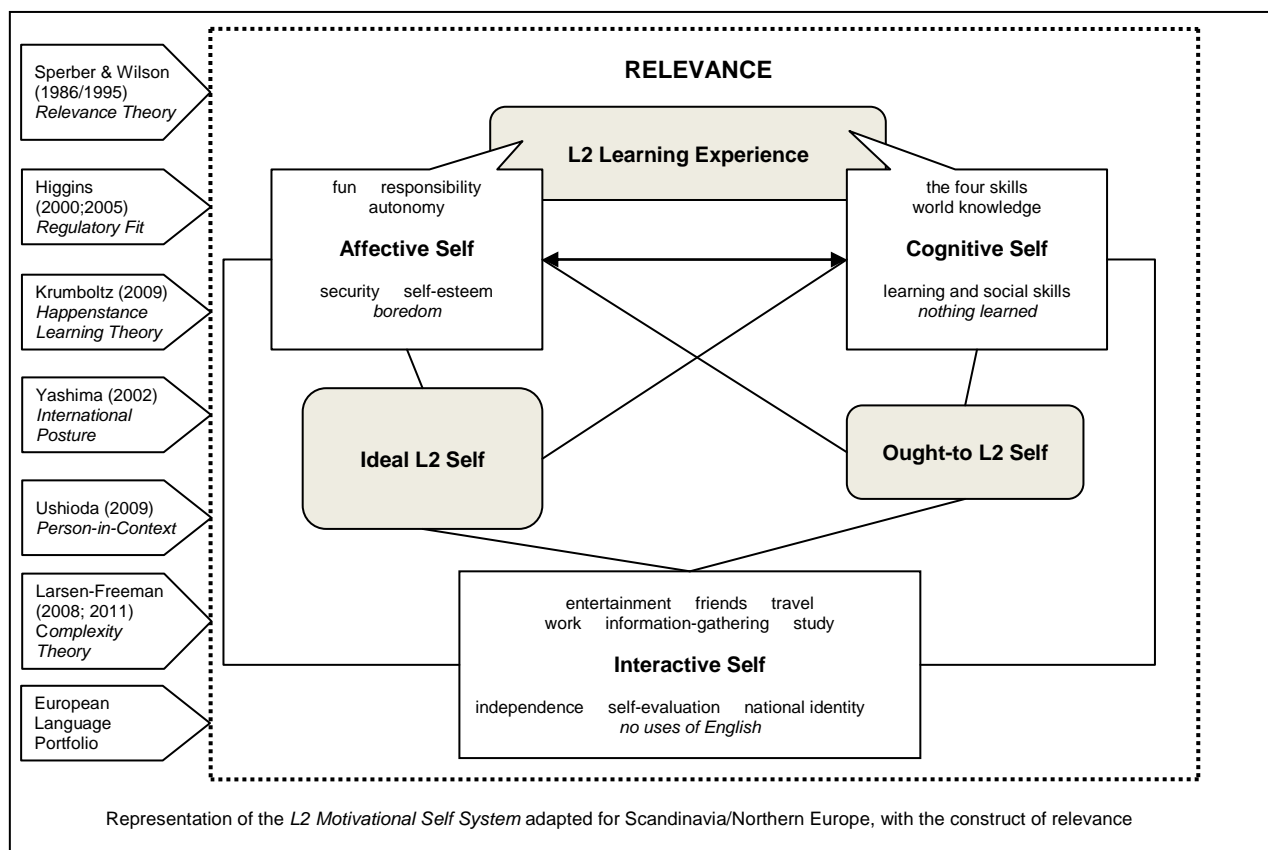 Sperber & Wilson
(1986/1995)
Relevance Theory
Higgins
(2000;2005)
Regulatory Fit
Krumboltz (2009)
Happenstance
Learning Theory
Yashima (2002)
International
Posture
Ushioda (2009)
Person-in-Context
Larsen-Freeman
(2008; 2011)
Complexity
Theory
European
Language
Portfolio
RELEVANCE
L2 Learning Experience
fun responsibility
autonomy
Affective Self
security self-esteem
boredom
the four skills
world knowledge
Cognitive Self
learning and social skills
nothing learned
Ideal L2 Self
Ought-to L2 Self
entertainment friends travel
work information-gathering study
Interactive Self
independence self-evaluation national identity
no uses of English
Representation of the L2 Motivational Self System adapted for Scandinavia/Northern Europe, with the construct of relevance